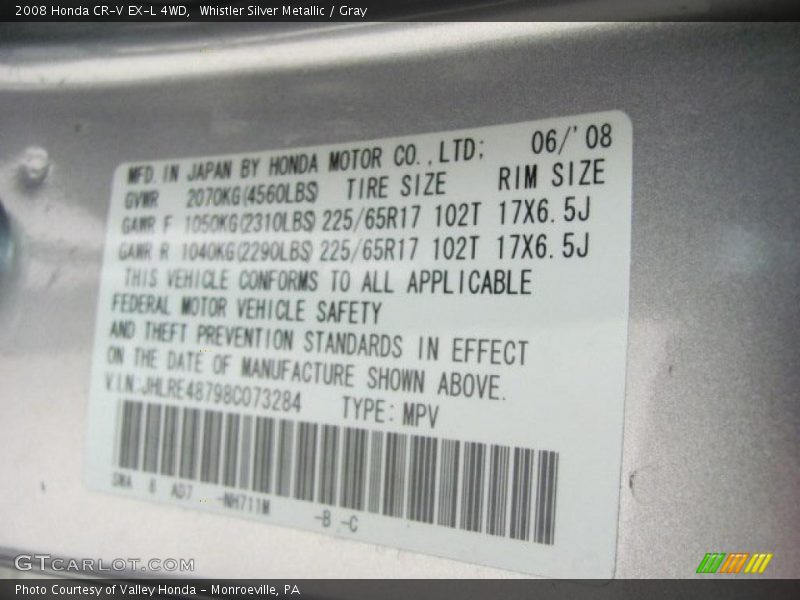 2008 Honda CR-V EX-L 4WD, Whistler Silver Metallic / Gray
06/'08
MFD. IN JAPAN BY HONDA MOTOR CO.,LTD;
GVWR 2070KG(4560LBS) TIRE SIZE RIM SIZE
GAWR F 1050KG(2310LBS) 225/65R17 102T 17X6.5J
GAWR R 1040KG(2290LBS) 225/65R17 102T 17X6.5J
THIS VEHICLE CONFORMS TO ALL APPLICABLE
FEDERAL MOTOR VEHICLE SAFETY
AND THEFT PREVENTION STANDARDS IN EFFECT
ON THE DATE OF MANUFACTURE SHOWN ABOVE.
V.I.N:JHLRE48798C073284 TYPE: MPV
SWA 6 A07 -NH711M -B -C
GTCARLOT.COM
Photo Courtesy of Valley Honda - Monroeville, PA